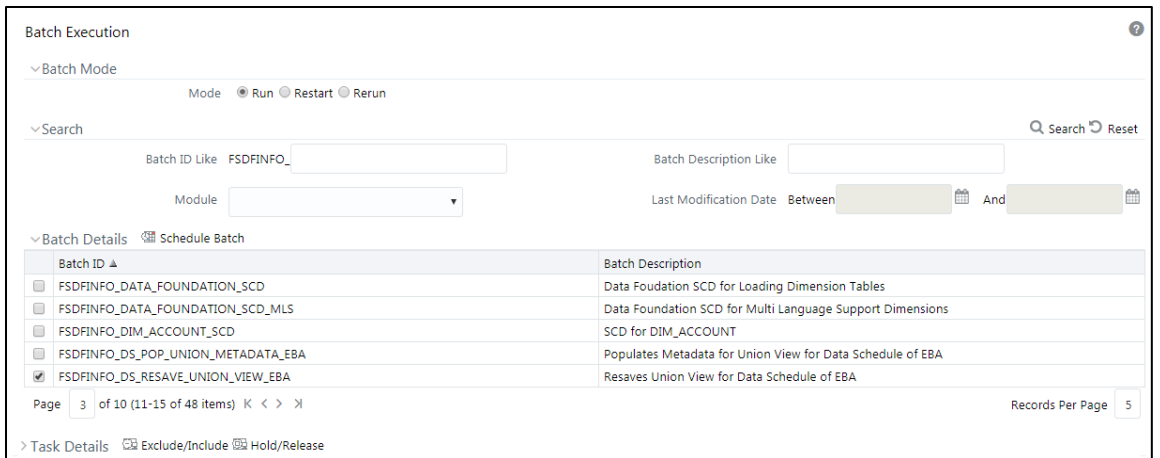 Batch Execution
Batch Mode
Mode Run Restart Rerun
Search Search Reset
Batch ID Like FSDFINFO_ Batch Description Like
Module Last Modification Date Between And
Batch Details Schedule Batch
Batch ID Batch Description
FSDFINFO_DATA_FOUNDATION_SCD Data Foudation SCD for Loading Dimension Tables
FSDFINFO_DATA_FOUNDATION_SCD_MLS Data Foundation SCD for Multi Language Support Dimensions
FSDFINFO_DIM_ACCOUNT_SCD SCD for DIM_ACCOUNT
FSDFINFO_DS_POP_UNION_METADATA_EBA Populates Metadata for Union View for Data Schedule of EBA
FSDFINFO_DS_RESAVE_UNION_VIEW_EBA Resaves Union View for Data Schedule of EBA
Page 3 of 10 (11-15 of 48 items) Records Per Page 5
Task Details Exclude/Include Hold/Release